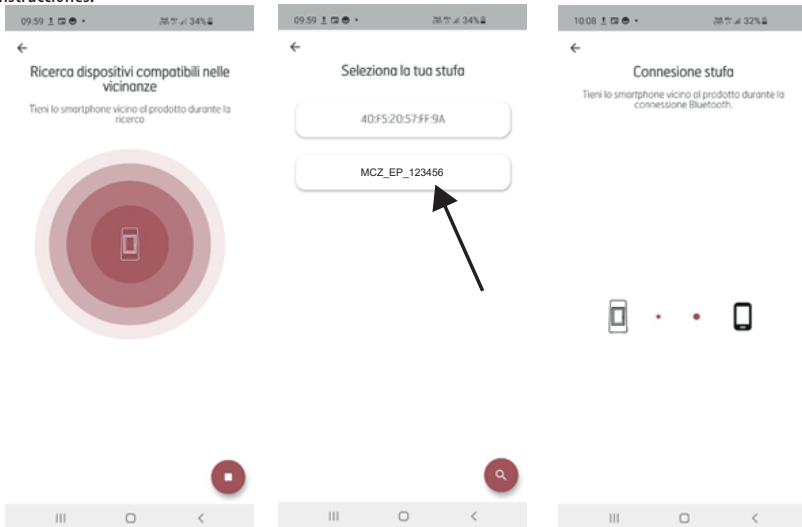 instrucciones.
09:59
34%
Ricerca dispositivi compatibili nelle
vicinanze
Tieni lo smartphone vicino al prodotto durante la
ricerca
09:59
34%
Seleziona la tua stufa
40:F5:20:57:FF:9A
MCZ_EP_123456
10:08
32%
Connesione stufa
Tieni lo smartphone vicino al prodotto durante la
connessione Bluetooth.